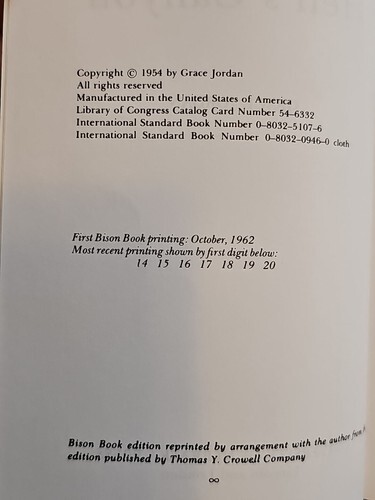 Copyright © 1954 by Grace Jordan
All rights reserved
Manufactured in the United States of America
Library of Congress Catalog Card Number 54–6332
International Standard Book Number 0–8032–5107–6
International Standard Book Number 0–8032–0946–0 cloth
First Bison Book printing: October, 1962
Most recent printing shown by first digit below:
14 15 16 17 18 19 20
Bison Book edition reprinted by arrangement with the author from
edition published by Thomas Y. Crowell Company
∞